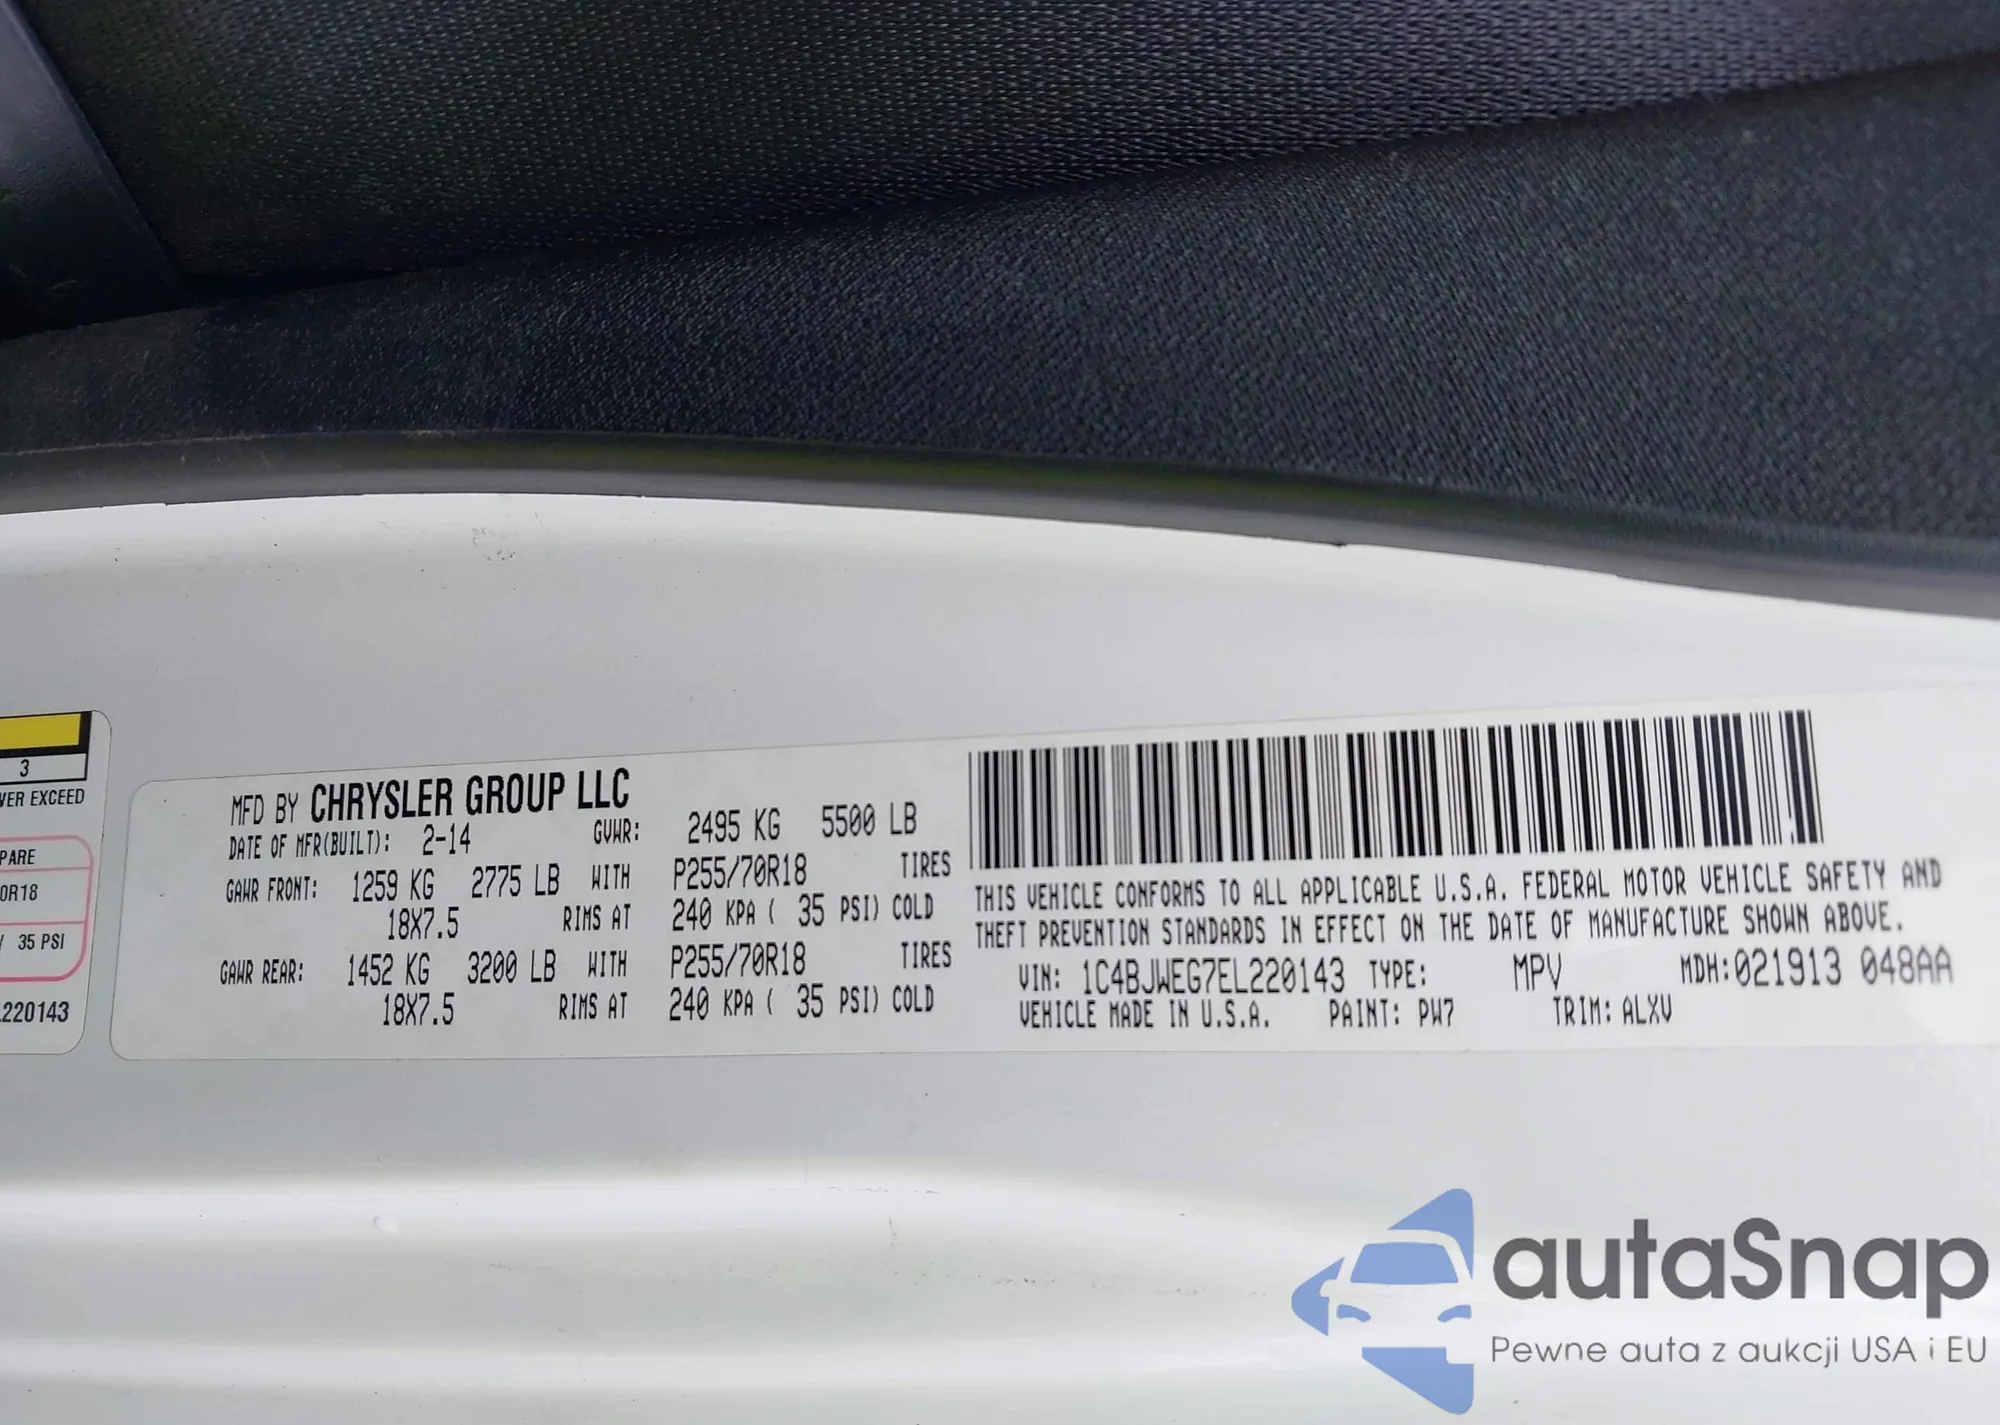 3
VER EXCEED
PARE
0R18
/ 35 PSI
220143
MFD BY CHRYSLER GROUP LLC
DATE OF MFR(BUILT): 2-14 GVWR: 2495 KG 5500 LB
GAWR FRONT: 1259 KG 2775 LB WITH P255/70R18 TIRES
18X7.5 RIMS AT 240 KPA ( 35 PSI) COLD
GAWR REAR: 1452 KG 3200 LB WITH P255/70R18 TIRES
18X7.5 RIMS AT 240 KPA ( 35 PSI) COLD
THIS VEHICLE CONFORMS TO ALL APPLICABLE U.S.A. FEDERAL MOTOR VEHICLE SAFETY AND
THEFT PREVENTION STANDARDS IN EFFECT ON THE DATE OF MANUFACTURE SHOWN ABOVE.
VIN: 1C4BJWEG7EL220143 TYPE: MPV MDH:021913 048AA
VEHICLE MADE IN U.S.A. PAINT: PW7 TRIM: ALXV
autaSnap
Pewne auta z aukcji USA i EU